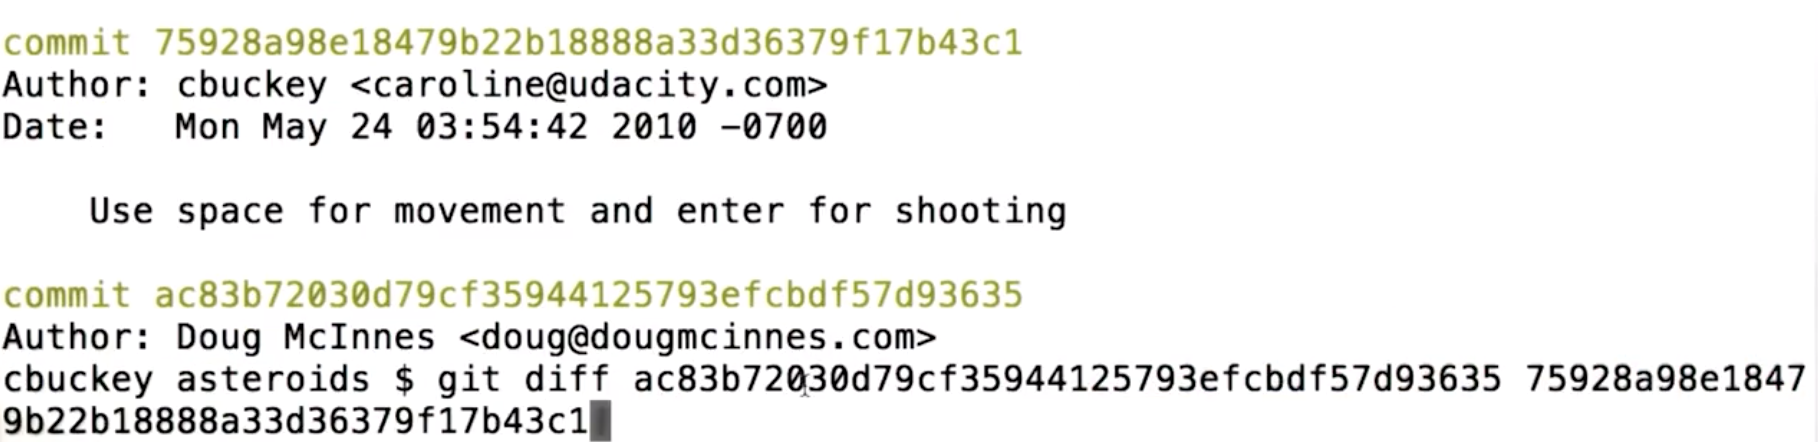 commit 75928a98e18479b22b18888a33d36379f17b43c1
Author: cbuckey <caroline@udacity.com>
Date:   Mon May 24 03:54:42 2010 -0700
Use space for movement and enter for shooting
commit ac83b72030d79cf35944125793efcbdf57d93635
Author: Doug McInnes <doug@dougmcinnes.com>
cbuckey asteroids $ git diff ac83b72030d79cf35944125793efcbdf57d93635 75928a98e1847
9b22b18888a33d36379f17b43c1